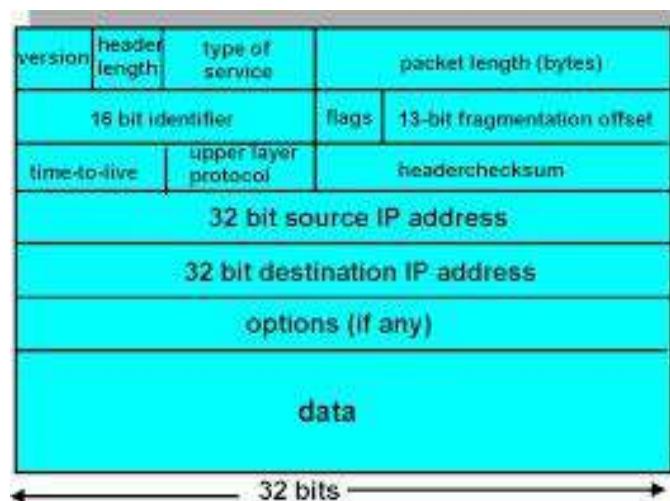 version header length type of service packet length (bytes)
16 bit identifier flags 13-bit fragmentation offset
time-to-live upper layer protocol headerchecksum
32 bit source IP address
32 bit destination IP address
options (if any)
data
32 bits